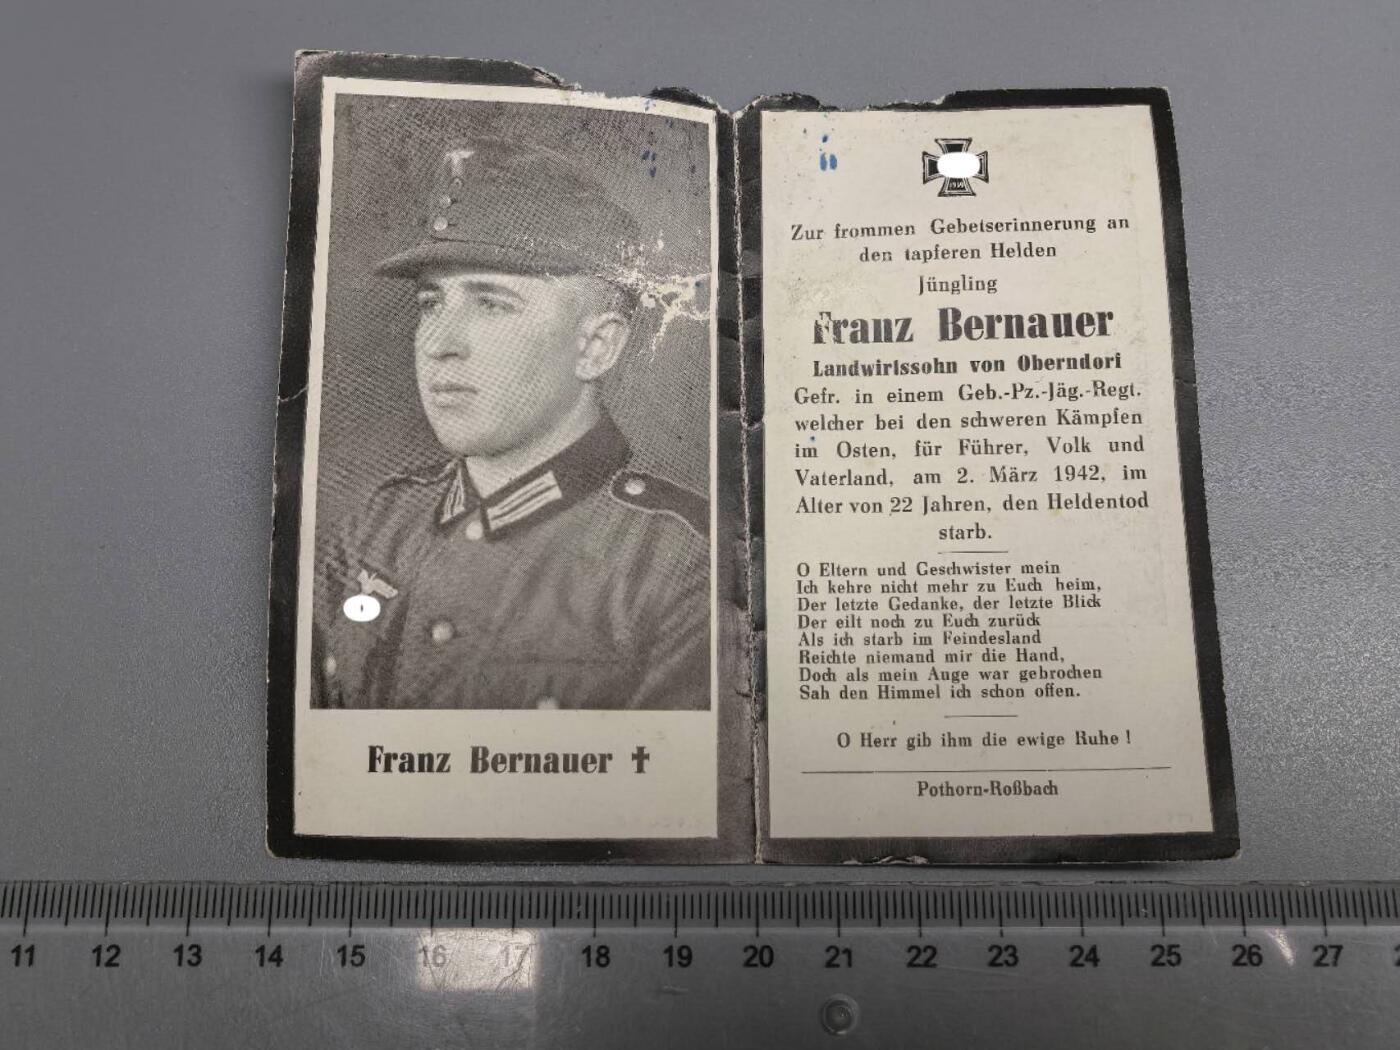 Franz Bernauer ✝
Zur frommen Gebetserinnerung an
den tapferen Helden
Jüngling
Franz Bernauer
Landwirtssohn von Oberndorf
Gefr. in einem Geb.-Pz.-Jäg.-Regt.
welcher bei den schweren Kämpfen
im Osten, für Führer, Volk und
Vaterland, am 2. März 1942, im
Alter von 22 Jahren, den Heldentod
starb.
O Eltern und Geschwister mein
Ich kehre nicht mehr zu Euch heim,
Der letzte Gedanke, der letzte Blick
Der eilt noch zu Euch zurück
Als ich starb im Feindesland
Reichte niemand mir die Hand,
Doch als mein Auge war gebrochen
Sah den Himmel ich schon offen.
O Herr gib ihm die ewige Ruhe !
Pothorn-Roßbach
11 12 13 14 15 16 17 18 19 20 21 22 23 24 25 26 27